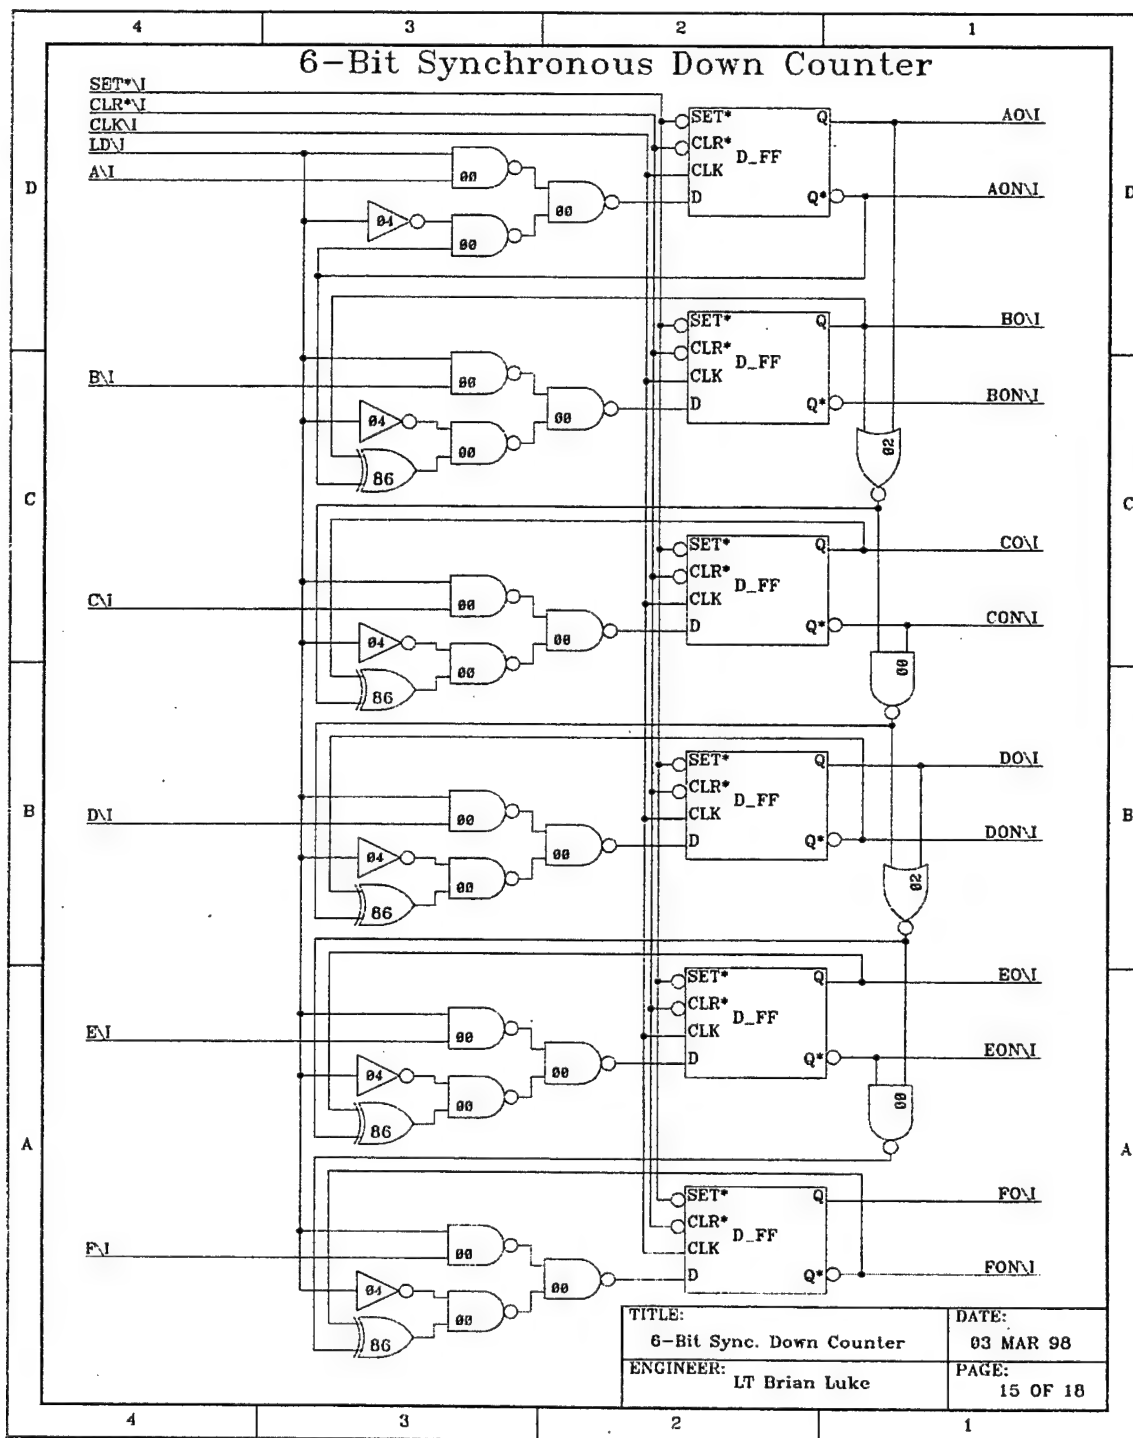 4 3 2 1
6-Bit Synchronous Down Counter
SET*\I
CLR*\I
CLK\I
LD\I
A\I
SET* Q AO\I
CLR* D_FF
CLK
D Q* AON\I
D D
00
04 00 00
SET* Q BO\I
CLR* D_FF
CLK
B\I
D Q* BON\I
00
04 00 00
86
02
C C
SET* Q CO\I
CLR* D_FF
CLK
C\I
D Q* CON\I
00
04 00 00
86
00
SET* Q DO\I
CLR* D_FF
CLK
D\I
D Q* DON\I
B B
00
04 00 00
86
02
SET* Q EO\I
CLR* D_FF
CLK
E\I
D Q* EON\I
00
04 00 00
86
00
A A
SET* Q FO\I
CLR* D_FF
CLK
F\I
D Q* FON\I
00
04 00 00
86
TITLE:
6-Bit Sync. Down Counter
DATE:
03 MAR 98
ENGINEER:
LT Brian Luke
PAGE:
15 OF 18
4 3 2 1